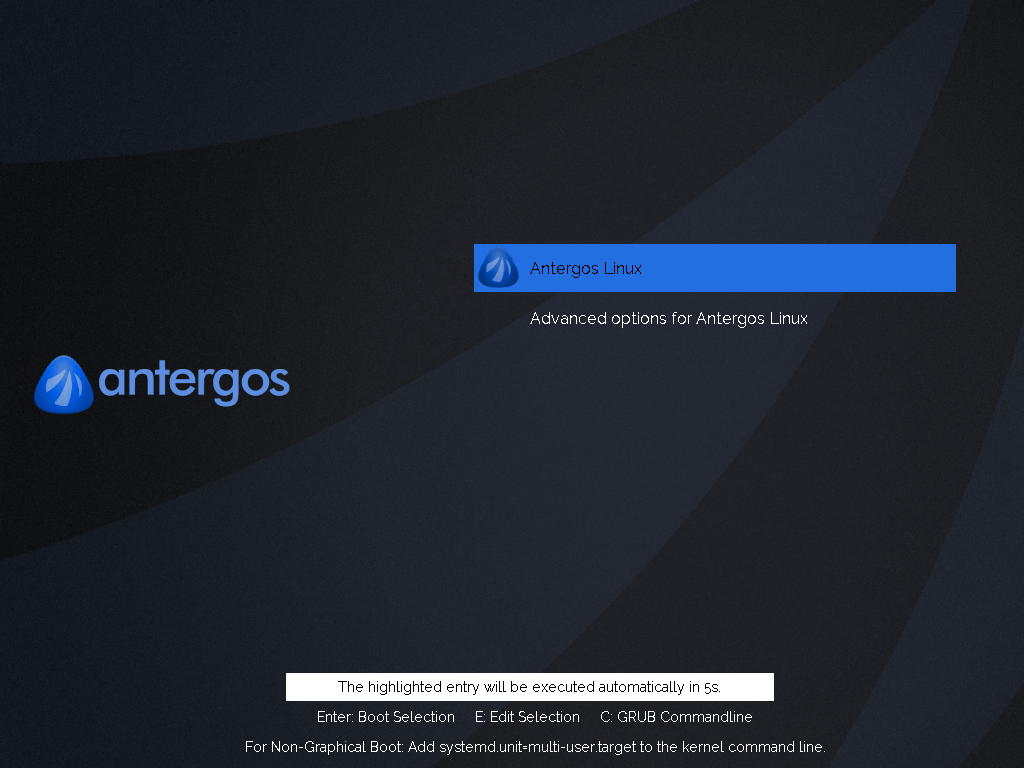 Antergos Linux
Advanced options for Antergos Linux
antergos
The highlighted entry will be executed automatically in 5s.
Enter: Boot Selection E: Edit Selection C: GRUB Commandline
For Non-Graphical Boot: Add systemd.unit=multi-user.target to the kernel command line.